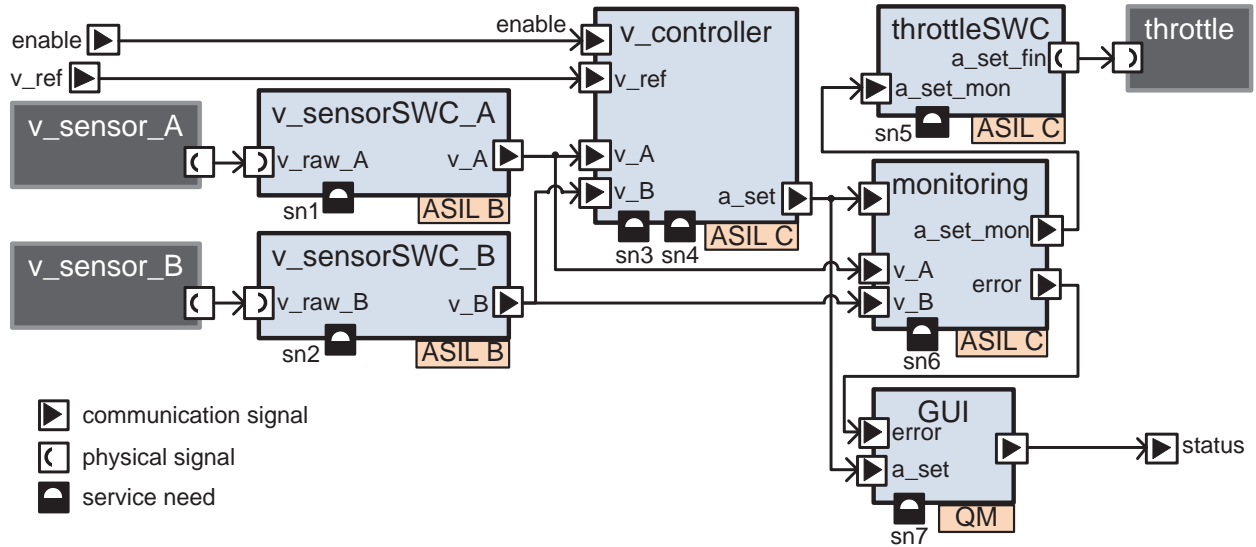 enable
v_ref
enable
v_controller
v_ref
v_A
v_B
a_set
sn3
sn4
ASIL C
v_sensor_A
v_sensorSWC_A
v_raw_A
v_A
sn1
ASIL B
v_sensor_B
v_sensorSWC_B
v_raw_B
v_B
sn2
ASIL B
throttleSWC
a_set_fin
a_set_mon
sn5
ASIL C
throttle
monitoring
a_set_mon
v_A
error
v_B
sn6
ASIL C
GUI
error
a_set
sn7
QM
status
communication signal
physical signal
service need